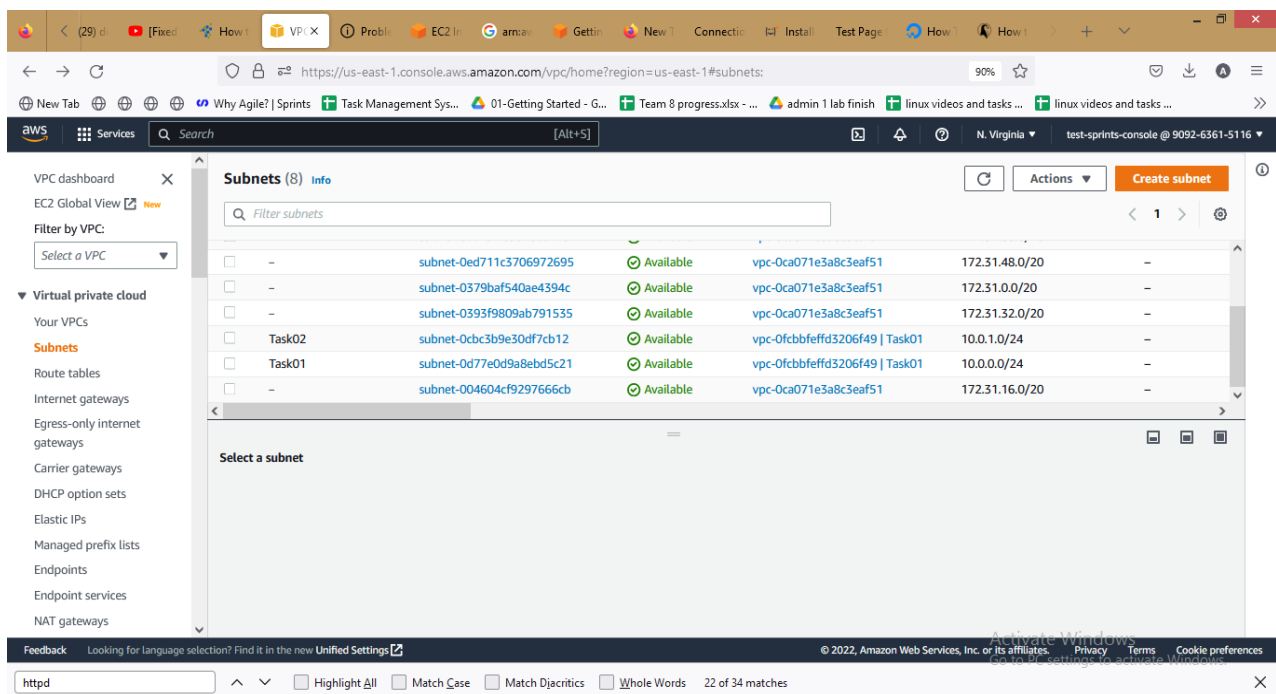 (29) d [Fixed How t VPC Proble EC2 In arn:aw Gettin New T Connectic Install Test Page How T How t
https://us-east-1.console.aws.amazon.com/vpc/home?region=us-east-1#subnets: 90%
New Tab Why Agile? | Sprints Task Management Sys... 01-Getting Started - G... Team 8 progress.xlsx - ... admin 1 lab finish linux videos and tasks ... linux videos and tasks ...
aws Services Search [Alt+S] N. Virginia test-sprints-console @ 9092-6361-5116
VPC dashboard
EC2 Global View New
Filter by VPC:
Select a VPC
Virtual private cloud
Your VPCs
Subnets
Route tables
Internet gateways
Egress-only internet
gateways
Carrier gateways
DHCP option sets
Elastic IPs
Managed prefix lists
Endpoints
Endpoint services
NAT gateways
Subnets (8) Info
Actions Create subnet
Filter subnets
1
– subnet-0ed711c3706972695 Available vpc-0ca071e3a8c3eaf51 172.31.48.0/20 –
– subnet-0379baf540ae4394c Available vpc-0ca071e3a8c3eaf51 172.31.0.0/20 –
– subnet-0393f9809ab791535 Available vpc-0ca071e3a8c3eaf51 172.31.32.0/20 –
Task02 subnet-0cbc3b9e30df7cb12 Available vpc-0fcbbfeffd3206f49 | Task01 10.0.1.0/24 –
Task01 subnet-0d77e0d9a8ebd5c21 Available vpc-0fcbbfeffd3206f49 | Task01 10.0.0.0/24 –
– subnet-004604cf9297666cb Available vpc-0ca071e3a8c3eaf51 172.31.16.0/20 –
Select a subnet
Activate Windows
Go to PC settings to activate Windows.
Feedback Looking for language selection? Find it in the new Unified Settings © 2022, Amazon Web Services, Inc. or its affiliates. Privacy Terms Cookie preferences
httpd Highlight All Match Case Match Diacritics Whole Words 22 of 34 matches